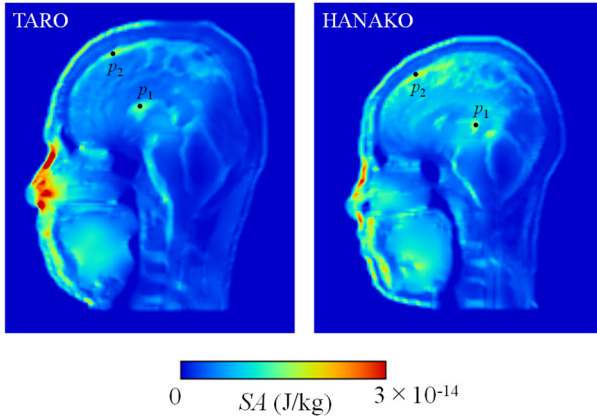 TARO
p₂
p₁
HANAKO
p₂
p₁
0
SA (J/kg)
3 × 10⁻¹⁴